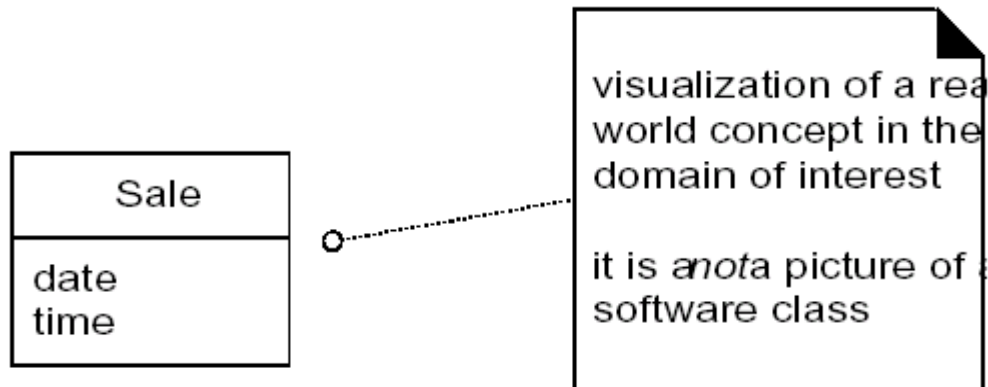 Sale
date
time
visualization of a rea
world concept in the
domain of interest
it is anota picture of a
software class